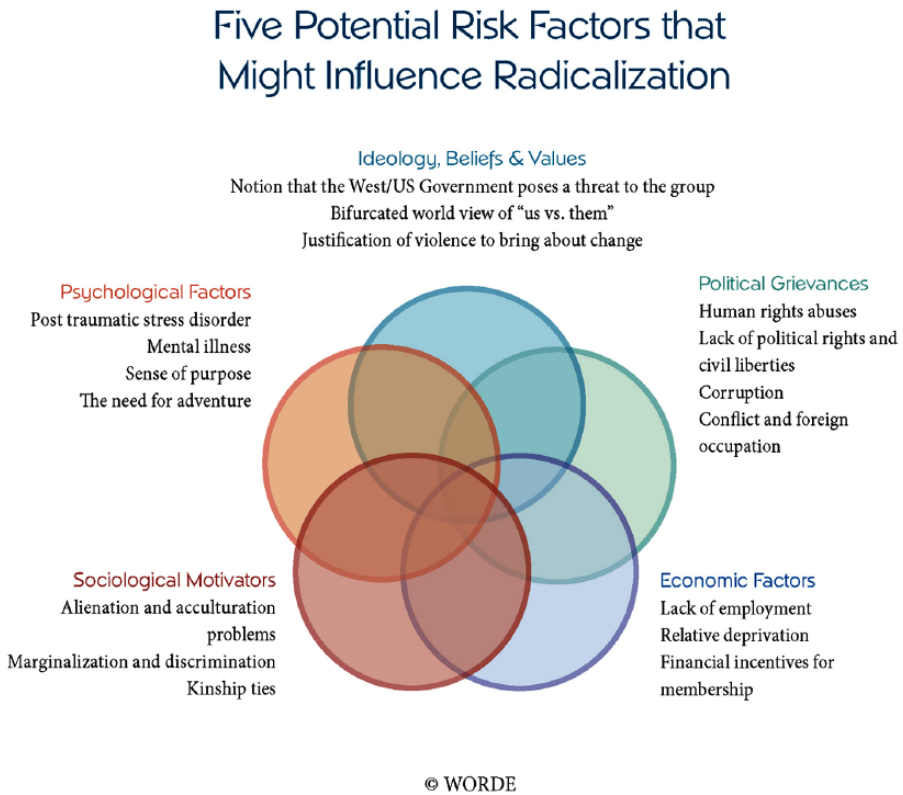 Five Potential Risk Factors that
Might Influence Radicalization
Ideology, Beliefs & Values
Notion that the West/US Government poses a threat to the group
Bifurcated world view of “us vs. them”
Justification of violence to bring about change
Psychological Factors
Post traumatic stress disorder
Mental illness
Sense of purpose
The need for adventure
Political Grievances
Human rights abuses
Lack of political rights and
civil liberties
Corruption
Conflict and foreign
occupation
Sociological Motivators
Alienation and acculturation
problems
Marginalization and discrimination
Kinship ties
Economic Factors
Lack of employment
Relative deprivation
Financial incentives for
membership
© WORDE